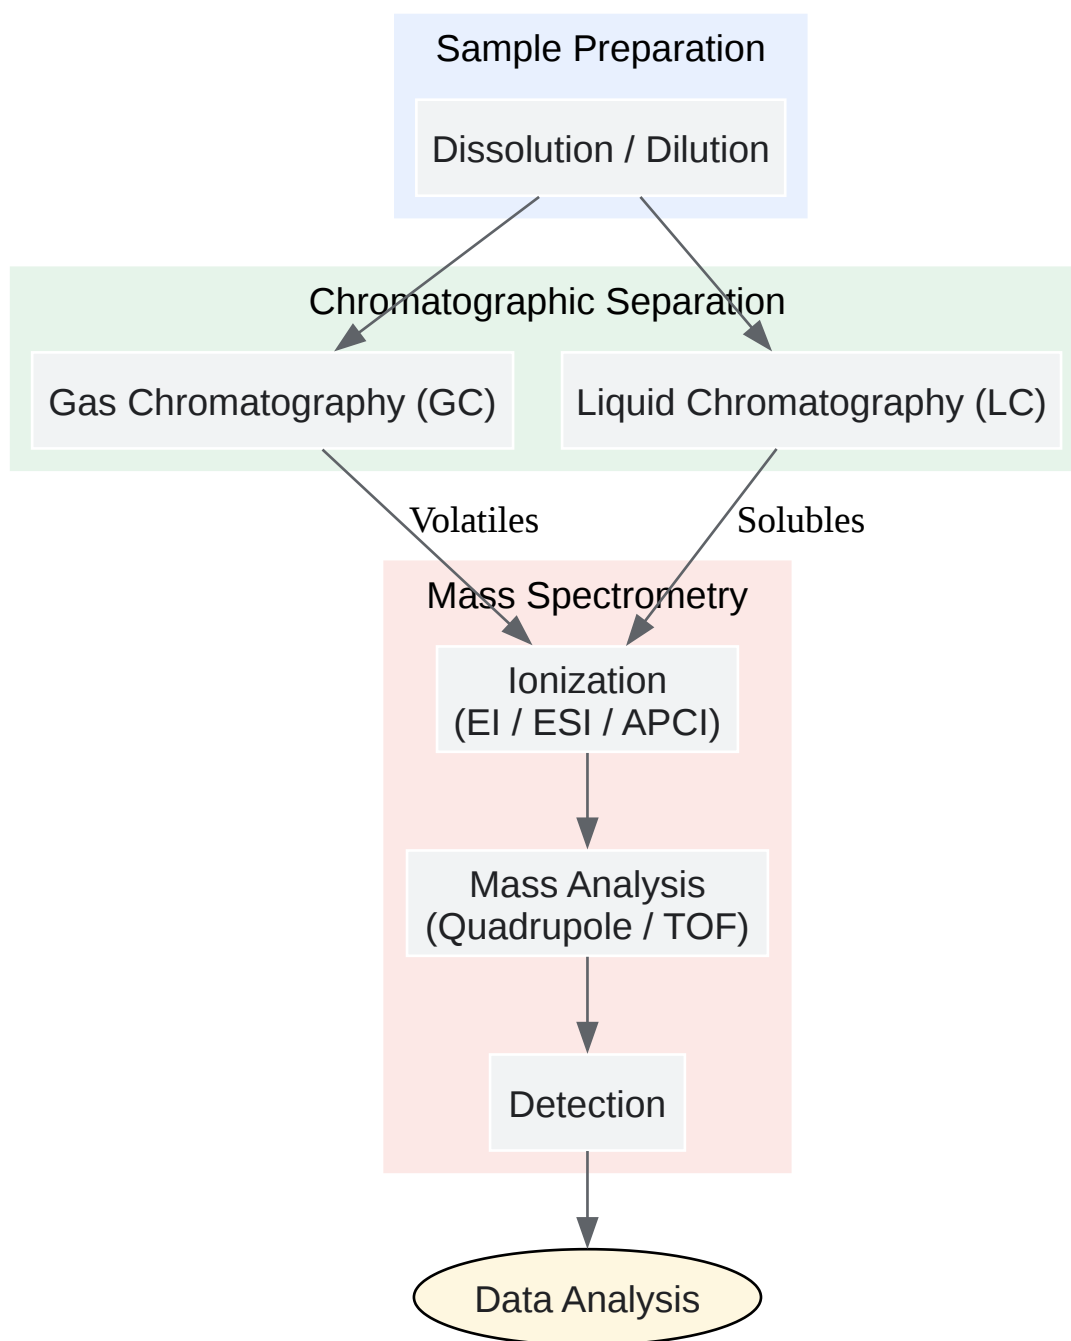 Sample Preparation
Dissolution / Dilution
Chromatographic Separation
Gas Chromatography (GC)
Liquid Chromatography (LC)
Volatiles
Solubles
Mass Spectrometry
Ionization
(EI / ESI / APCI)
Mass Analysis
(Quadrupole / TOF)
Detection
Data Analysis